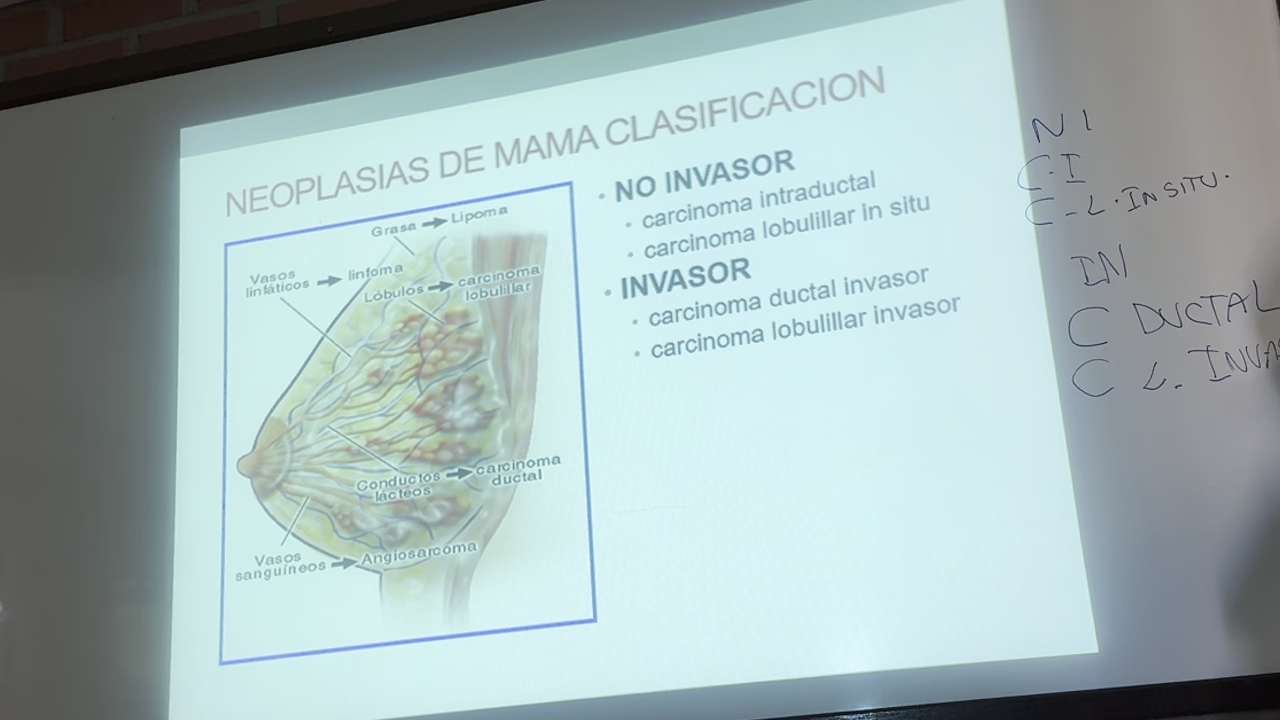 NEOPLASIAS DE MAMA CLASIFICACION
Grasa → Lipoma
Vasos linfáticos → linfoma
Lóbulos → carcinoma lobulillar
Conductos lácteos → carcinoma ductal
Vasos sanguíneos → Angiosarcoma
• NO INVASOR
• carcinoma intraductal
• carcinoma lobulillar in situ
• INVASOR
• carcinoma ductal invasor
• carcinoma lobulillar invasor
N I
C.I
C-L. IN SITU.
IN
C DUCTAL
C L. INVA